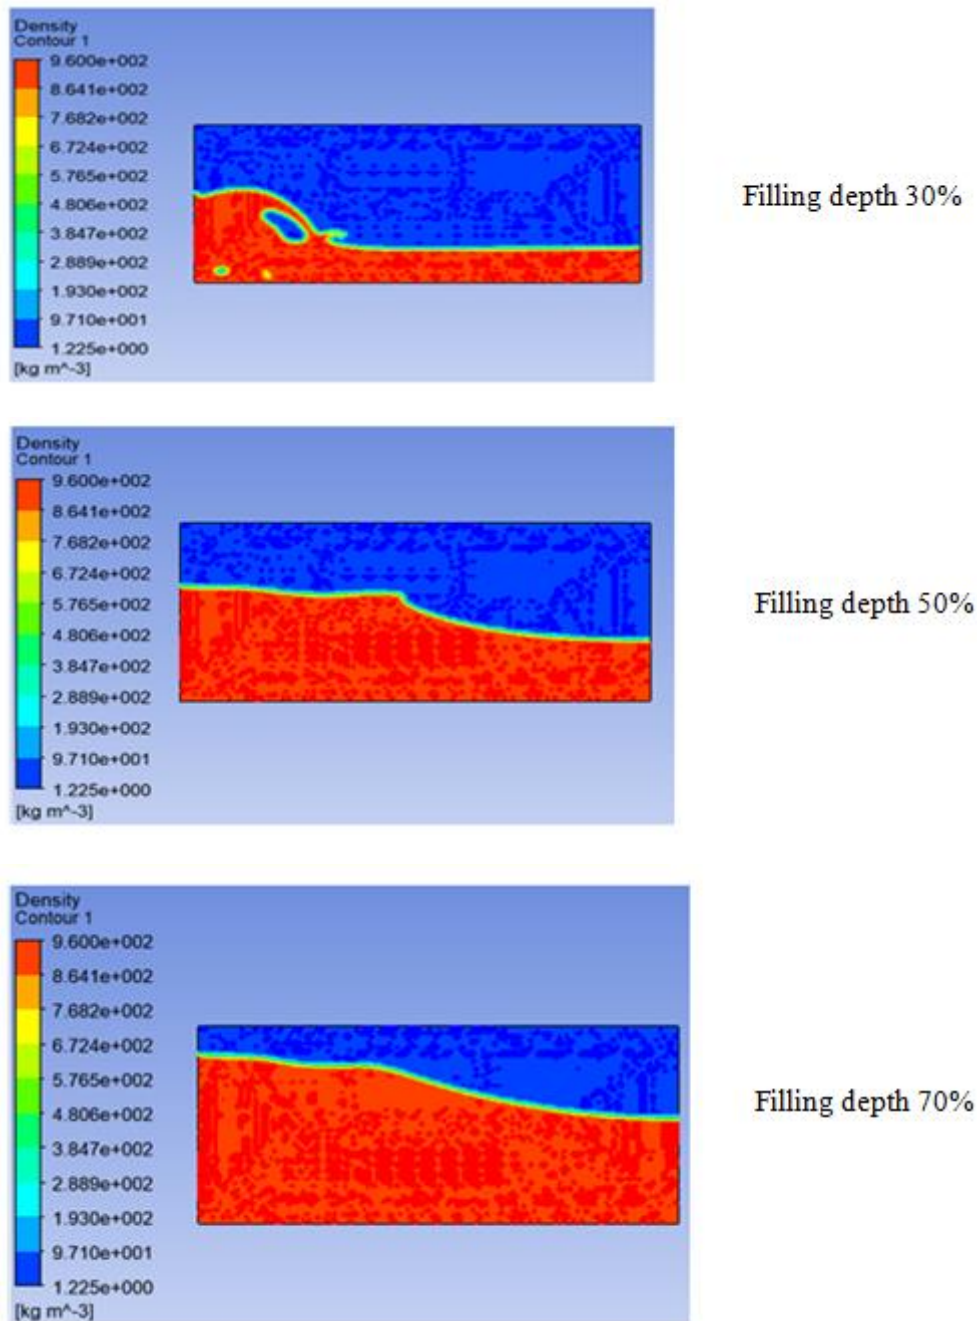 Density
Contour 1
9.600e+002
8.641e+002
7.682e+002
6.724e+002
5.765e+002
4.806e+002
3.847e+002
2.889e+002
1.930e+002
9.710e+001
1.225e+000
[kg m^-3]
Filling depth 30%
Density
Contour 1
9.600e+002
8.641e+002
7.682e+002
6.724e+002
5.765e+002
4.806e+002
3.847e+002
2.889e+002
1.930e+002
9.710e+001
1.225e+000
[kg m^-3]
Filling depth 50%
Density
Contour 1
9.600e+002
8.641e+002
7.682e+002
6.724e+002
5.765e+002
4.806e+002
3.847e+002
2.889e+002
1.930e+002
9.710e+001
1.225e+000
[kg m^-3]
Filling depth 70%